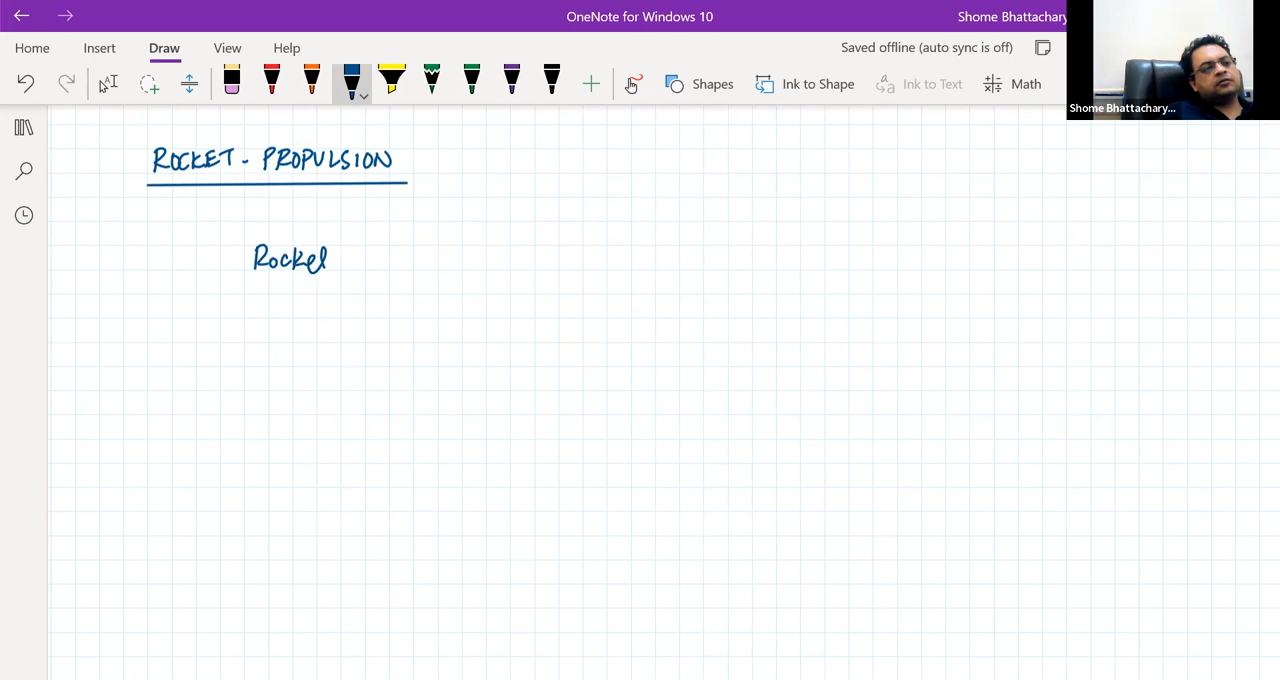 OneNote for Windows 10
Shome Bhattachary
Home Insert Draw View Help
Saved offline (auto sync is off)
Shapes Ink to Shape Ink to Text Math
Shome Bhattachary...
ROCKET - PROPULSION
Rockel